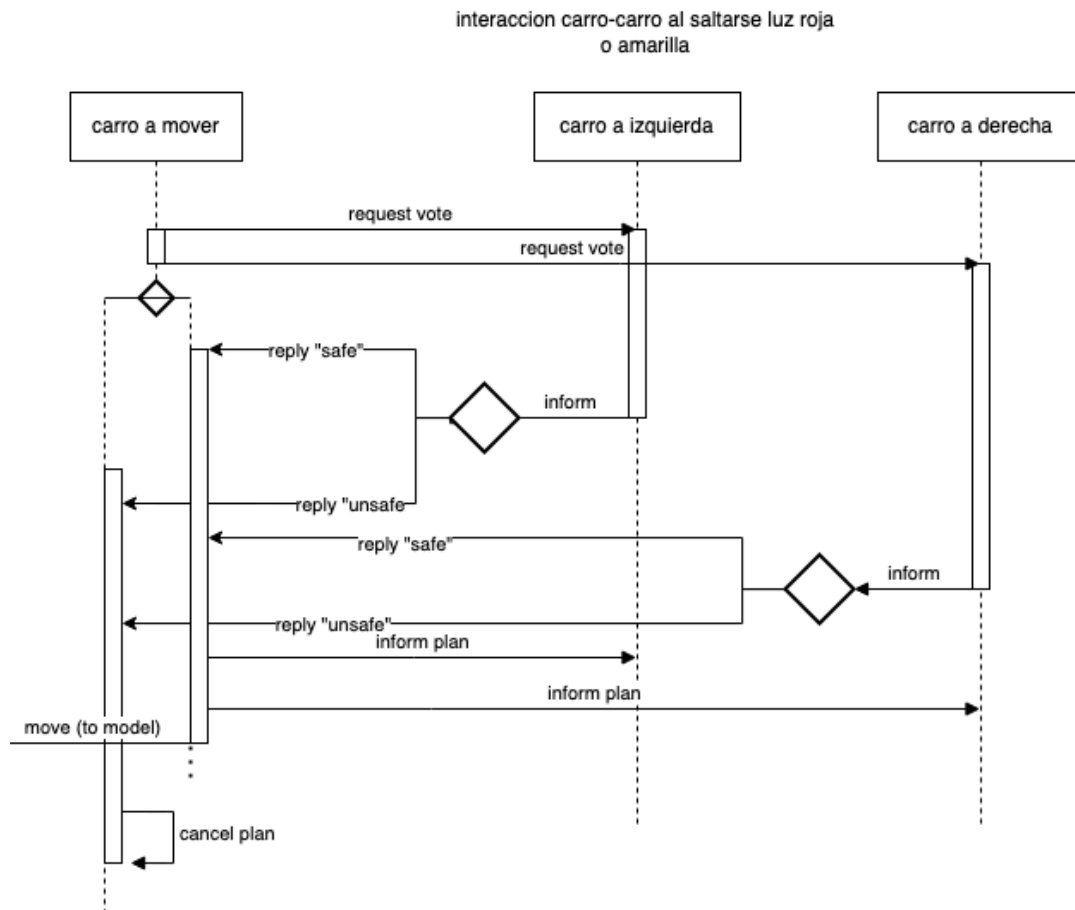 interaccion carro-carro al saltarse luz roja
o amarilla
carro a mover
carro a izquierda
carro a derecha
request vote
request vote
reply "safe"
inform
reply "unsafe
reply "safe"
inform
reply "unsafe"
inform plan
inform plan
move (to model)
cancel plan